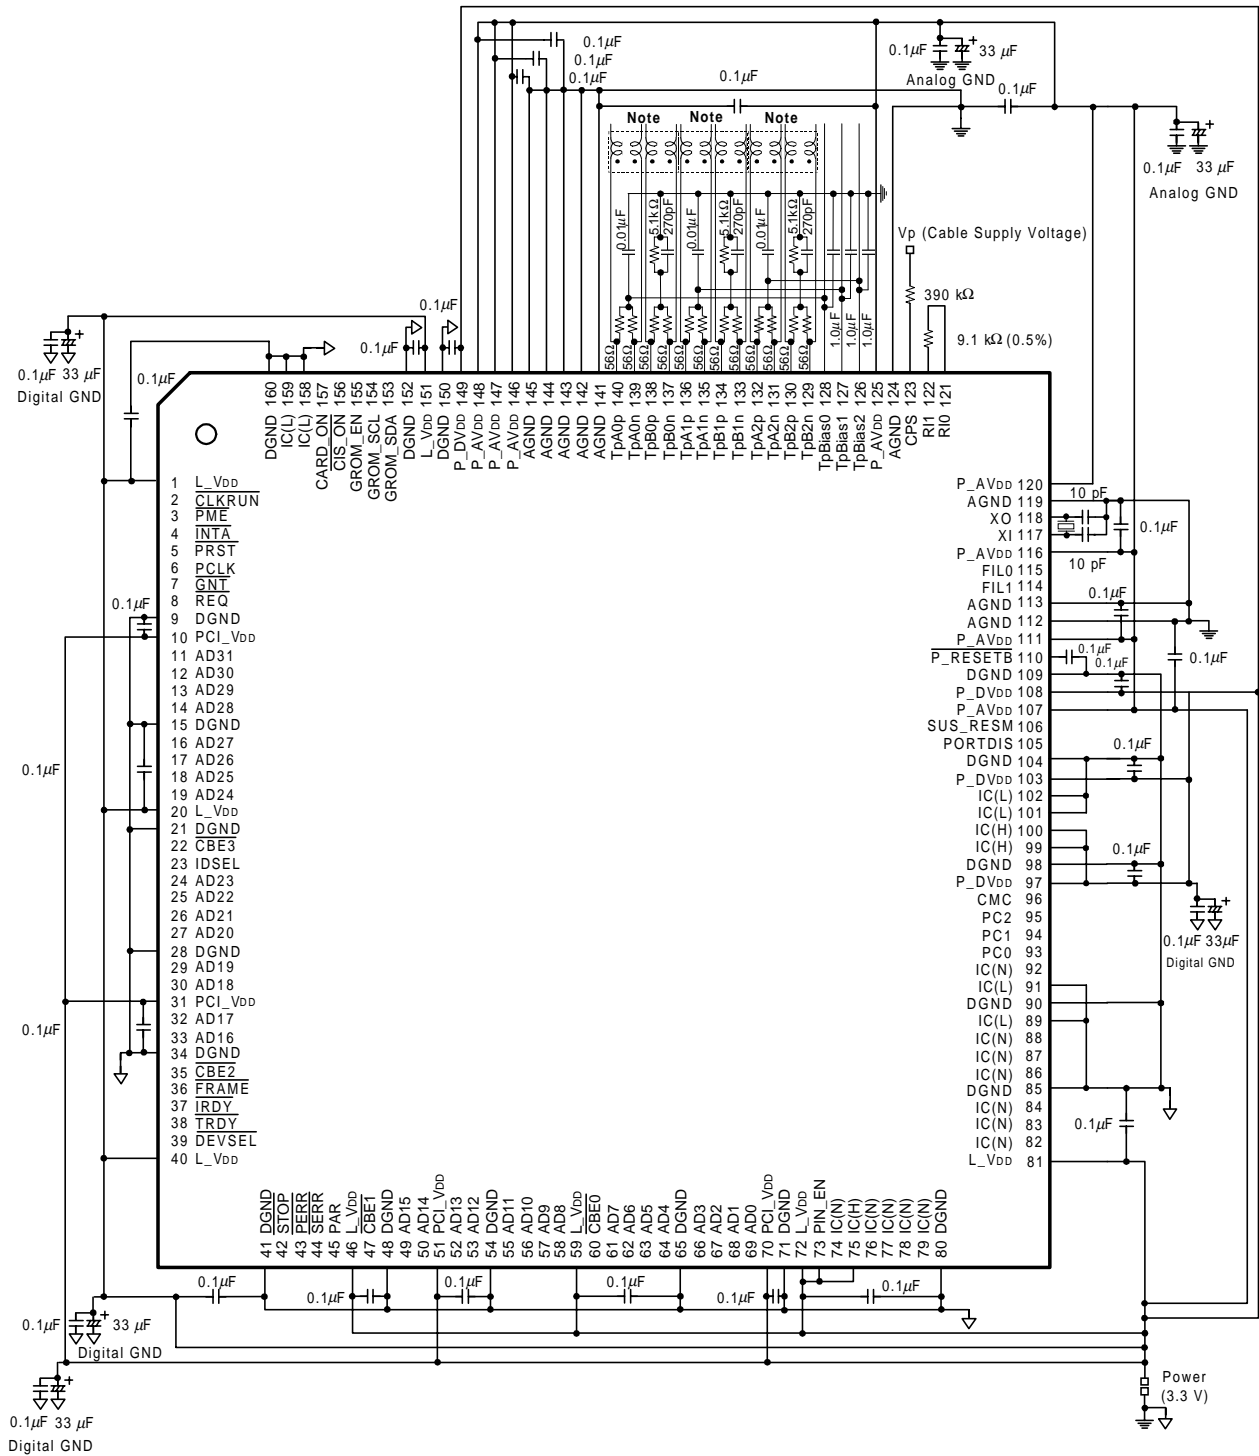 0.1µF
0.1µF
0.1µF
0.1µF
0.1µF
33 µF
Analog GND
0.1µF
0.1µF
33 µF
Analog GND
Note
Note
Note
0.01µF
5.1kΩ
270pF
0.01µF
5.1kΩ
270pF
0.01µF
5.1kΩ
270pF
Vp (Cable Supply Voltage)
390 kΩ
9.1 kΩ (0.5%)
1.0µF
1.0µF
1.0µF
56Ω
56Ω
56Ω
56Ω
56Ω
56Ω
56Ω
56Ω
56Ω
56Ω
56Ω
56Ω
0.1µF
0.1µF
0.1µF
0.1µF 33 µF
Digital GND
DGND 160
IC(L) 159
IC(L) 158
CARD_ON 157
CIS_ON 156
GROM_EN 155
GROM_SCL 154
GROM_SDA 153
DGND 152
L_VDD 151
DGND 150
P_DVDD 149
P_AVDD 148
P_AVDD 147
P_AVDD 146
AGND 145
AGND 144
AGND 143
AGND 142
AGND 141
TpA0p 140
TpA0n 139
TpB0p 138
TpB0n 137
TpA1p 136
TpA1n 135
TpB1p 134
TpB1n 133
TpA2p 132
TpA2n 131
TpB2p 130
TpB2n 129
TpBias0 128
TpBias1 127
TpBias2 126
P_AVDD 125
AGND 124
CPS 123
RI1 122
RI0 121
1 L_VDD
2 CLKRUN
3 PME
4 INTA
5 PRST
6 PCLK
7 GNT
8 REQ
9 DGND
10 PCI_VDD
11 AD31
12 AD30
13 AD29
14 AD28
15 DGND
16 AD27
17 AD26
18 AD25
19 AD24
20 L_VDD
21 DGND
22 CBE3
23 IDSEL
24 AD23
25 AD22
26 AD21
27 AD20
28 DGND
29 AD19
30 AD18
31 PCI_VDD
32 AD17
33 AD16
34 DGND
35 CBE2
36 FRAME
37 IRDY
38 TRDY
39 DEVSEL
40 L_VDD
0.1µF
0.1µF
0.1µF
P_AVDD 120
AGND 119
XO 118
XI 117
P_AVDD 116
FIL0 115
FIL1 114
AGND 113
AGND 112
P_AVDD 111
P_RESETB 110
DGND 109
P_DVDD 108
P_AVDD 107
SUS_RESM 106
PORTDIS 105
DGND 104
P_DVDD 103
IC(L) 102
IC(L) 101
IC(H) 100
IC(H) 99
DGND 98
P_DVDD 97
CMC 96
PC2 95
PC1 94
PC0 93
IC(N) 92
IC(L) 91
DGND 90
IC(L) 89
IC(N) 88
IC(N) 87
IC(N) 86
DGND 85
IC(N) 84
IC(N) 83
IC(N) 82
L_VDD 81
10 pF
0.1µF
10 pF
0.1µF
0.1µF
0.1µF
0.1µF
0.1µF
0.1µF
0.1µF 33µF
Digital GND
0.1µF
41 DGND
42 STOP
43 PERR
44 SERR
45 PAR
46 L_VDD
47 CBE1
48 DGND
49 AD15
50 AD14
51 PCI_VDD
52 AD13
53 AD12
54 DGND
55 AD11
56 AD10
57 AD9
58 AD8
59 L_VDD
60 CBE0
61 AD7
62 AD6
63 AD5
64 AD4
65 DGND
66 AD3
67 AD2
68 AD1
69 AD0
70 PCI_VDD
71 DGND
72 L_VDD
73 PIN_EN
74 IC(N)
75 IC(H)
76 IC(N)
77 IC(N)
78 IC(N)
79 IC(N)
80 DGND
0.1µF
0.1µF
0.1µF
0.1µF
0.1µF
0.1µF
0.1µF
33 µF
Digital GND
0.1µF 33 µF
Digital GND
Power
(3.3 V)